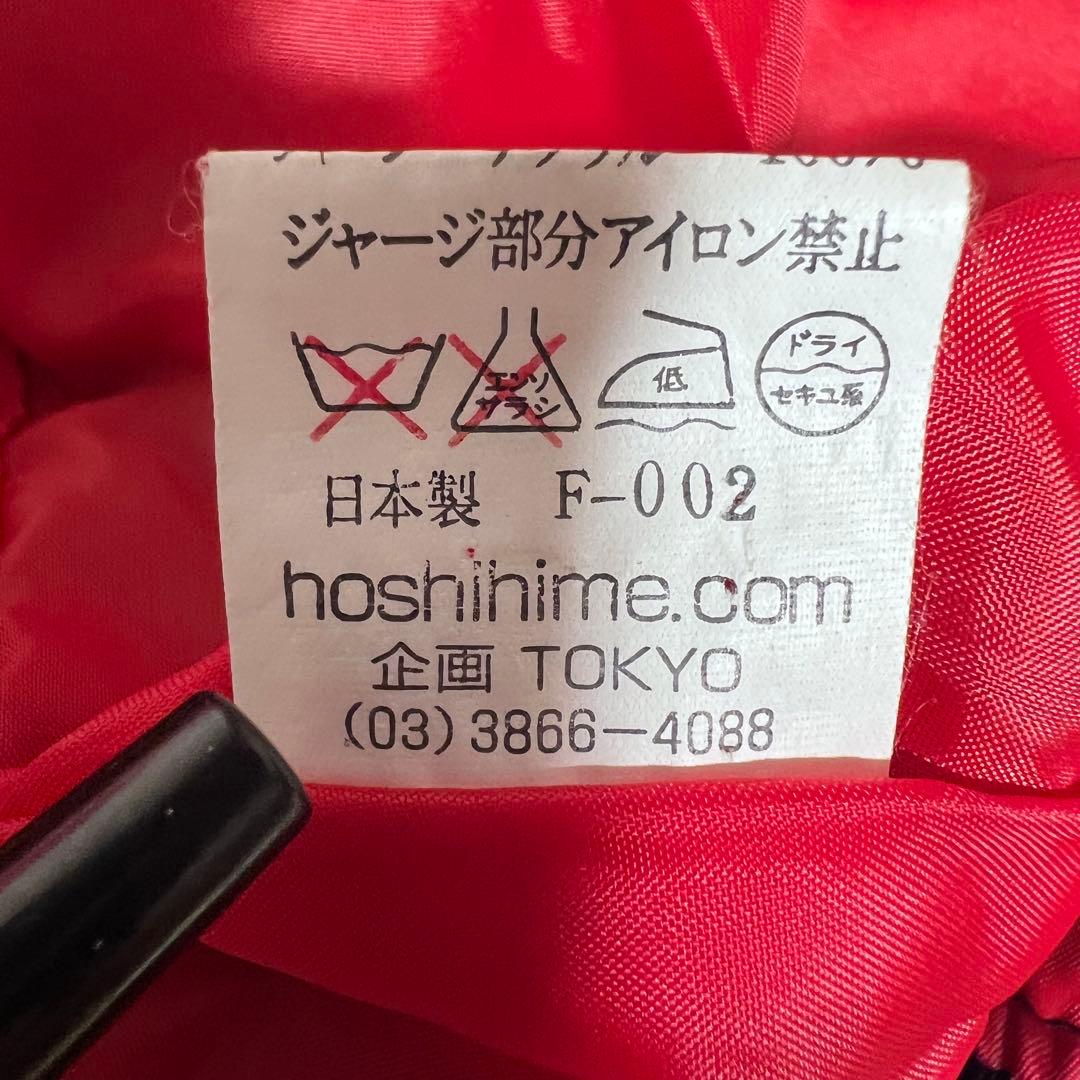 ジャージ部分アイロン禁止
エンソ
サラシ
低
ドライ
セキユ系
日本製 F-002
hoshihime.com
企画 TOKYO
(03)3866-4088